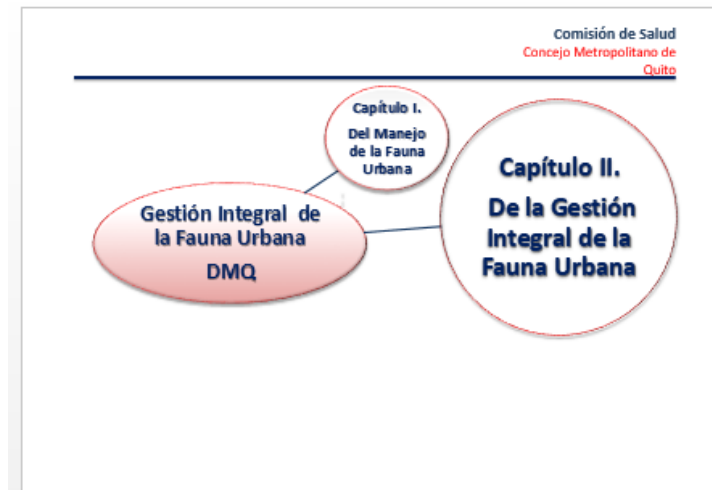 Comisión de Salud
Concejo Metropolitano de
Quito
Capítulo I.
Del Manejo
de la Fauna
Urbana
Capítulo II.
De la Gestión
Integral de la
Fauna Urbana
Gestión Integral de
la Fauna Urbana
DMQ